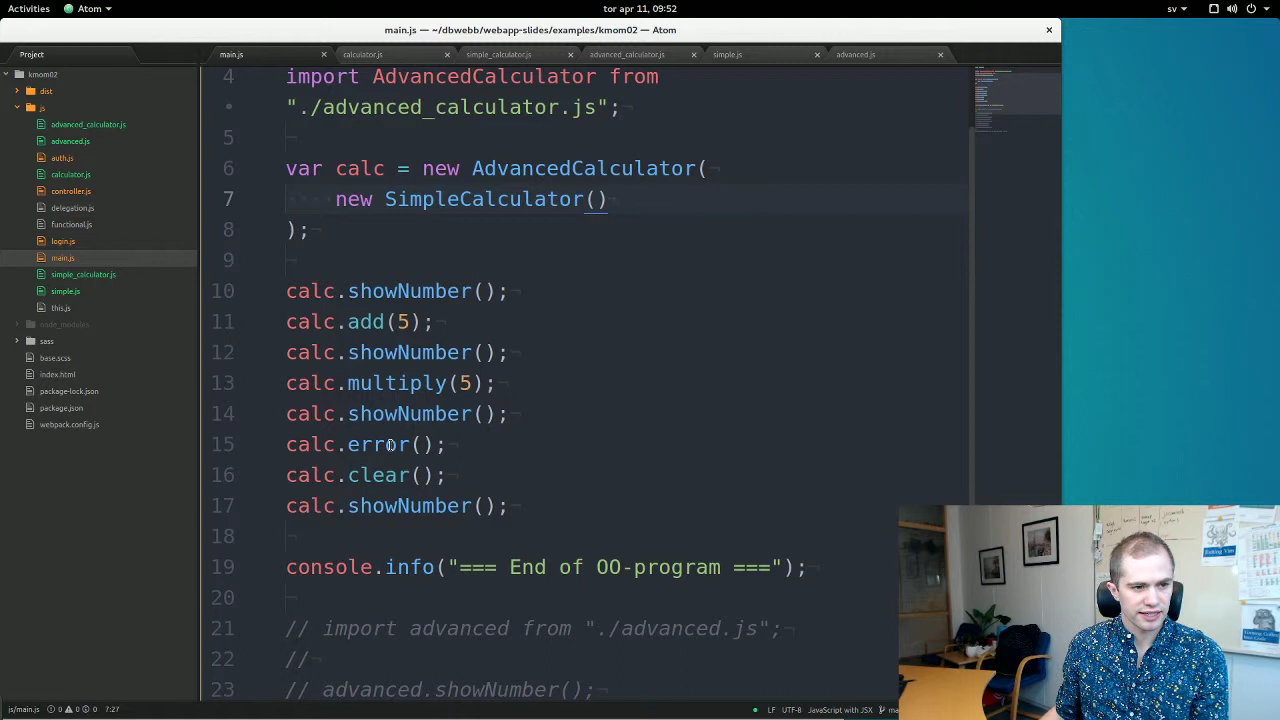 Activities Atom tor apr 11, 09:52 sv
main.js — ~/dbwebb/webapp-slides/examples/kmom02 — Atom
Project main.js calculator.js simple_calculator.js advanced_calculator.js simple.js advanced.js
kmom02
dist
js
advanced_calculator.js
advanced.js
auth.js
calculator.js
controller.js
delegation.js
functional.js
login.js
main.js
simple_calculator.js
simple.js
this.js
node_modules
sass
base.scss
index.html
package-lock.json
package.json
webpack.config.js
4 import AdvancedCalculator from
"./advanced_calculator.js";
5
6 var calc = new AdvancedCalculator(
7 new SimpleCalculator()
8 );
9
10 calc.showNumber();
11 calc.add(5);
12 calc.showNumber();
13 calc.multiply(5);
14 calc.showNumber();
15 calc.error();
16 calc.clear();
17 calc.showNumber();
18
19 console.info("=== End of OO-program ===");
20
21 // import advanced from "./advanced.js";
22 //
23 // advanced.showNumber();
js/main.js 0 0 0 7:27 LF UTF-8 JavaScript with JSX